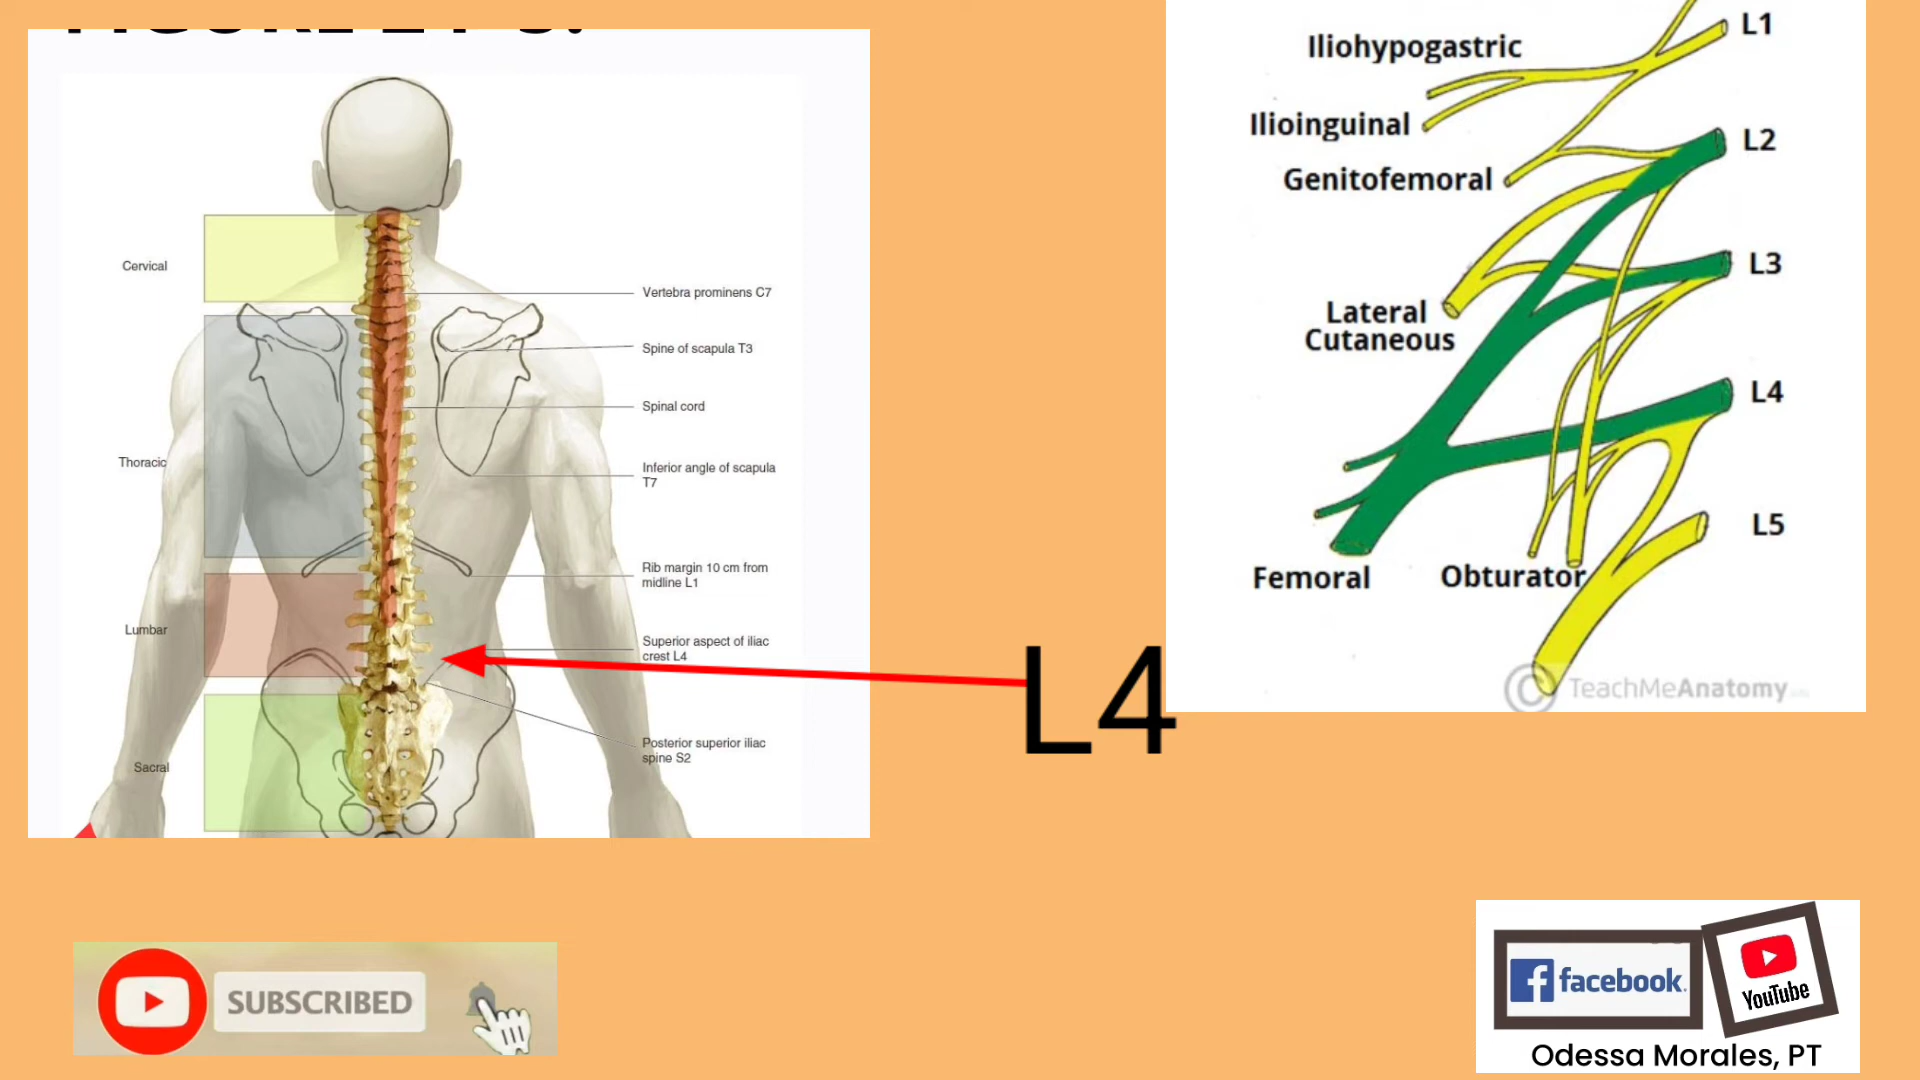 Cervical
Thoracic
Lumbar
Sacral
Vertebra prominens C7
Spine of scapula T3
Spinal cord
Inferior angle of scapula
T7
Rib margin 10 cm from
midline L1
Superior aspect of iliac
crest L4
Posterior superior iliac
spine S2
L4
Iliohypogastric
Ilioinguinal
Genitofemoral
Lateral
Cutaneous
Femoral
Obturator
L1
L2
L3
L4
L5
© TeachMeAnatomy
SUBSCRIBED
facebook.
YouTube
Odessa Morales, PT